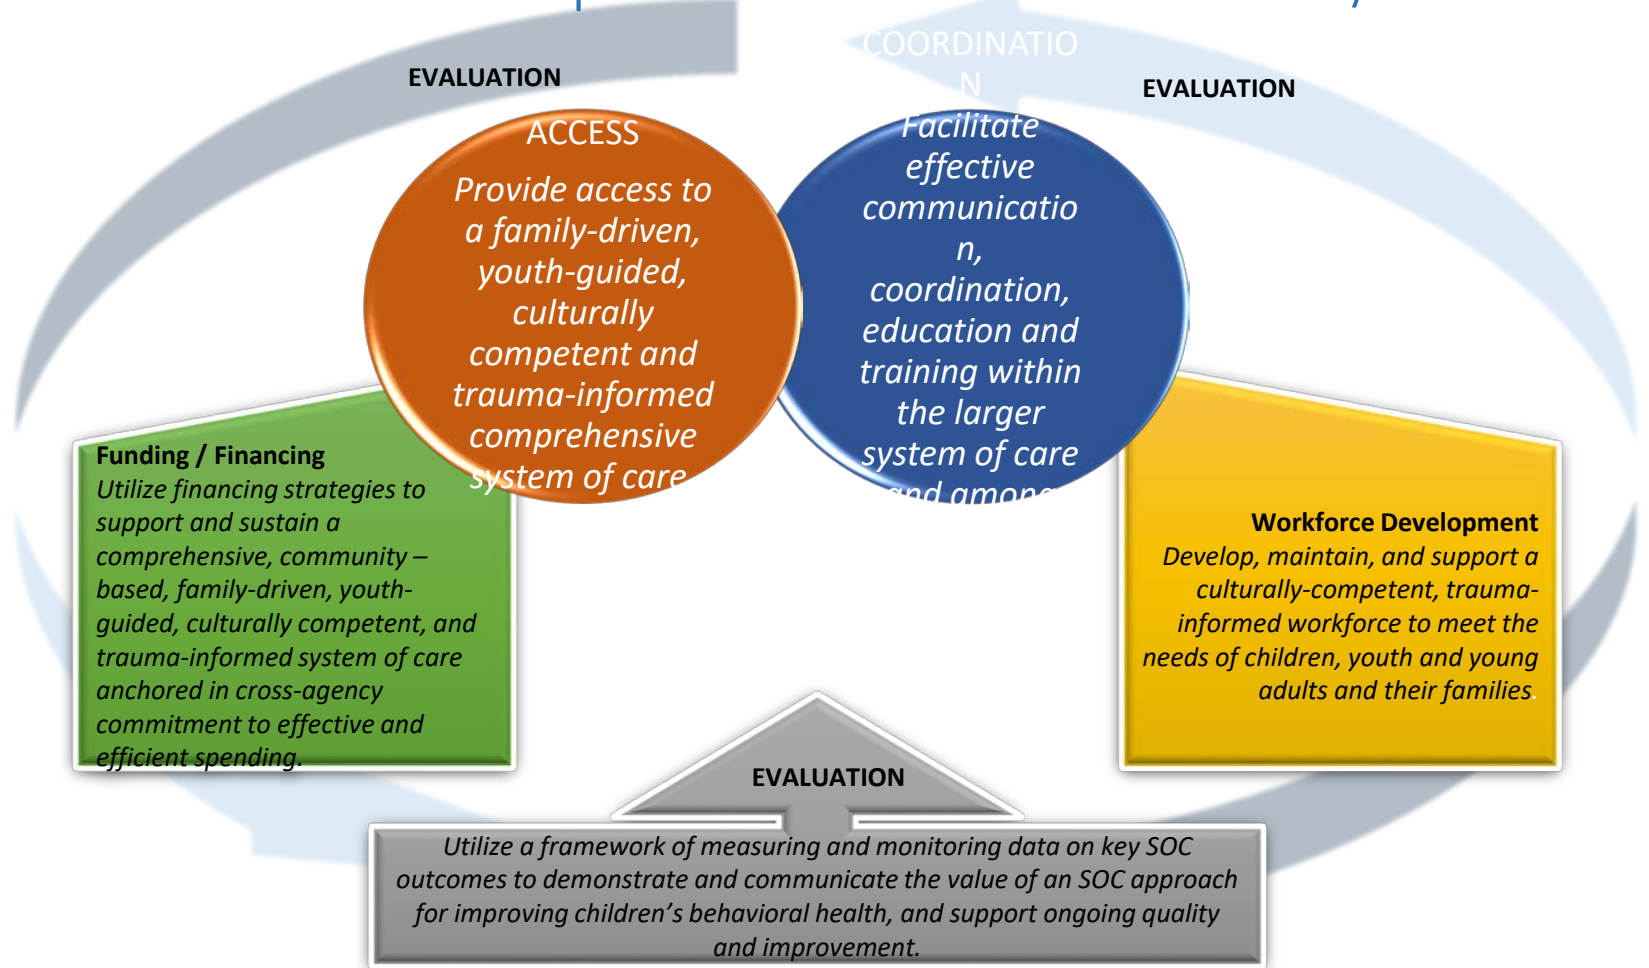 EVALUATION
EVALUATION
ACCESS
Provide access to
a family-driven,
youth-guided,
culturally
competent and
trauma-informed
comprehensive
system of care
COORDINATIO
N
Facilitate
effective
communicatio
n,
coordination,
education and
training within
the larger
system of care
and among
Funding / Financing
Utilize financing strategies to
support and sustain a
comprehensive, community –
based, family-driven, youth-
guided, culturally competent, and
trauma-informed system of care
anchored in cross-agency
commitment to effective and
efficient spending.
Workforce Development
Develop, maintain, and support a
culturally-competent, trauma-
informed workforce to meet the
needs of children, youth and young
adults and their families.
EVALUATION
Utilize a framework of measuring and monitoring data on key SOC
outcomes to demonstrate and communicate the value of an SOC approach
for improving children’s behavioral health, and support ongoing quality
and improvement.